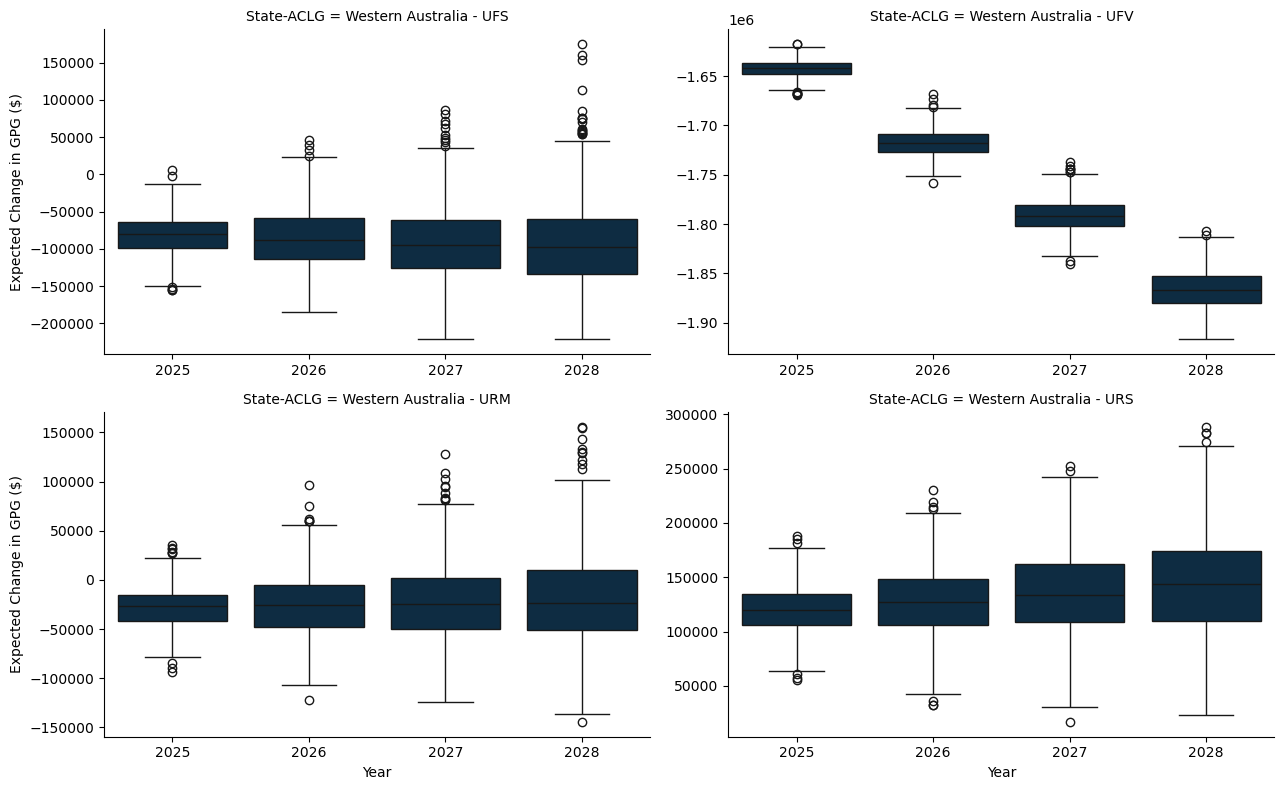 State-ACLG = Western Australia - UFS
Expected Change in GPG ($)
150000
100000
50000
0
−50000
−100000
−150000
−200000
2025 2026 2027 2028
State-ACLG = Western Australia - UFV
1e6
−1.65
−1.70
−1.75
−1.80
−1.85
−1.90
2025 2026 2027 2028
State-ACLG = Western Australia - URM
Expected Change in GPG ($)
150000
100000
50000
0
−50000
−100000
−150000
2025 2026 2027 2028
Year
State-ACLG = Western Australia - URS
300000
250000
200000
150000
100000
50000
2025 2026 2027 2028
Year